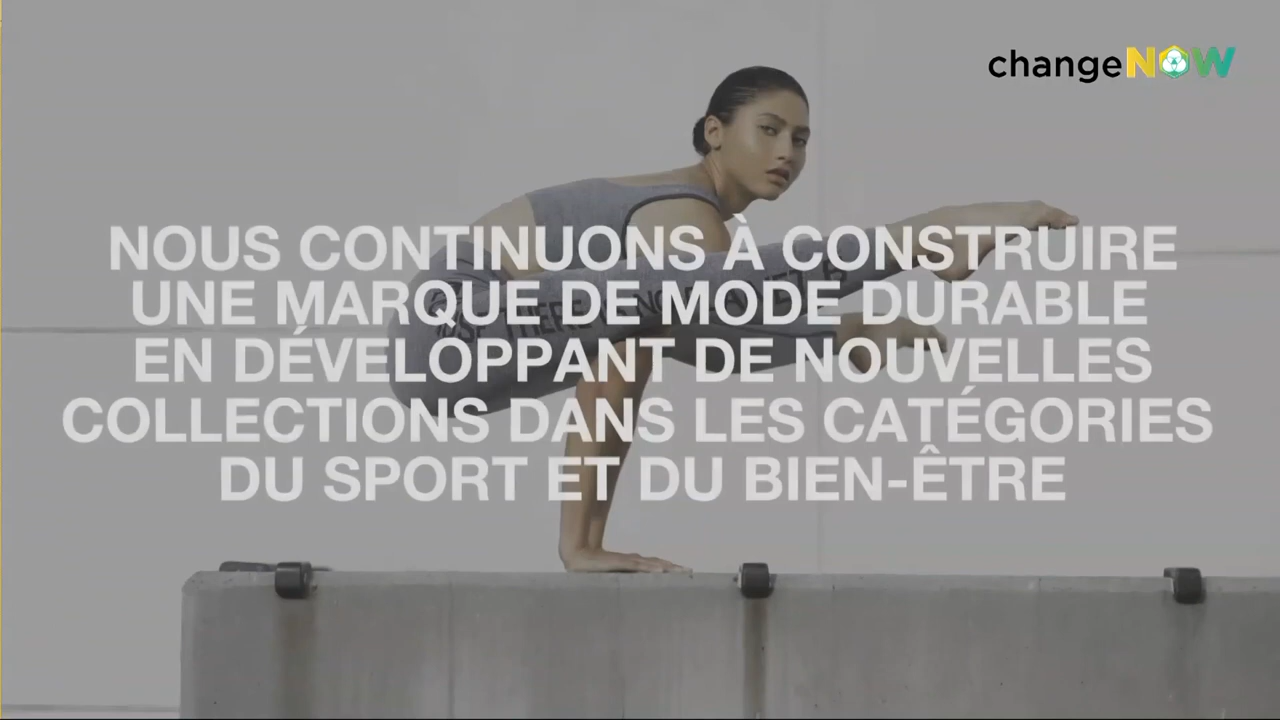 changeNOW
NOUS CONTINUONS À CONSTRUIRE
UNE MARQUE DE MODE DURABLE
EN DÉVELOPPANT DE NOUVELLES
COLLECTIONS DANS LES CATÉGORIES
DU SPORT ET DU BIEN-ÊTRE